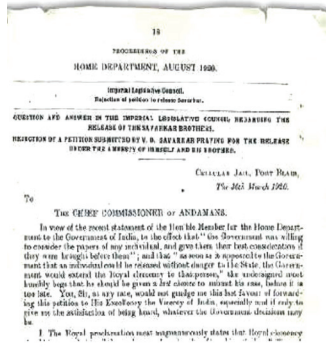 18
PROCEEDINGS OF THE
HOME DEPARTMENT, AUGUST 1920.
Imperial Legislative Council.
Rejection of petition to release Savarkar.
QUESTION AND ANSWER IN THE IMPERIAL LEGISLATIVE COUNCIL REGARDING THE
RELEASE OF THE SAVARKAR BROTHERS.
REJECTION OF A PETITION SUBMITTED BY V. D. SAVARKAR PRAYING FOR THE RELEASE
UNDER THE AMNESTY OF HIMSELF AND HIS BROTHER.
CELLULAR JAIL, PORT BLAIR,
The 30th March 1920.
To
THE CHIEF COMMISSIONER OF ANDAMANS.
In view of the recent statement of the Hon'ble Member for the Home Depart-
ment to the Government of India, to the effect that "the Government was willing
to consider the papers of any individual, and give them their best consideration if
they were brought before them"; and that "as soon as it appeared to the Govern-
ment that an individual could be released without danger to the State, the Govern-
ment would extend the Royal clemency to that person," the undersigned most
humbly begs that he should be given a last chance to submit his case, before it is
too late. You, Sir, at any rate, would not grudge me this last favour of forward-
ing this petition to His Excellency the Viceroy of India, especially and if only to
give me the satisfaction of being heard, whatever the Government decisions may
be.
I. The Royal proclamation most magnanimously states that Royal clemency